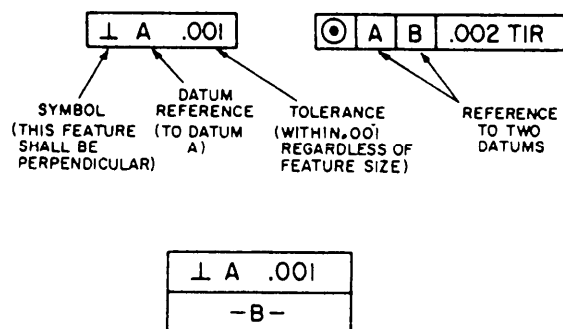 ⊥ A .001
◎ A B .002 TIR
SYMBOL
(THIS FEATURE
SHALL BE
PERPENDICULAR)
DATUM
REFERENCE
(TO DATUM
A)
TOLERANCE
(WITHIN .001
REGARDLESS OF
FEATURE SIZE)
REFERENCE
TO TWO
DATUMS
⊥ A .001
-B-